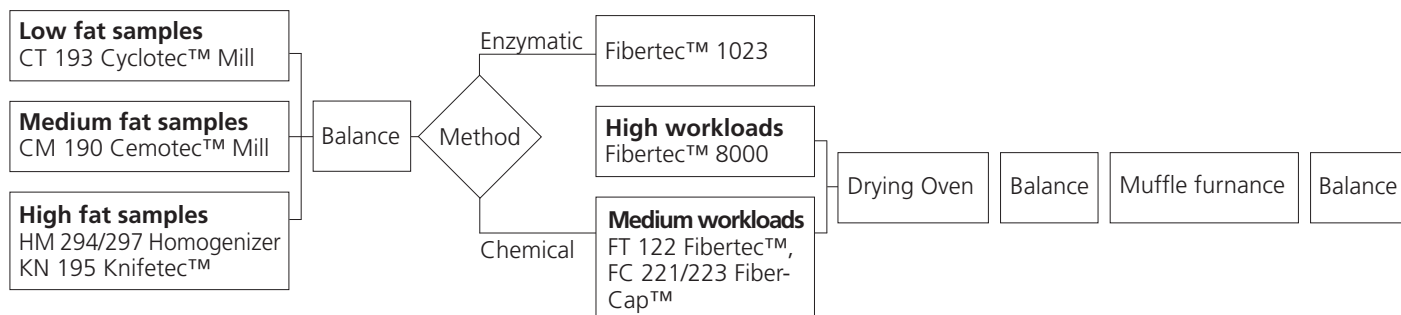 Low fat samples
CT 193 Cyclotec™ Mill
Medium fat samples
CM 190 Cemotec™ Mill
High fat samples
HM 294/297 Homogenizer
KN 195 Knifetec™
Balance
Method
Enzymatic
Chemical
Fibertec™ 1023
High workloads
Fibertec™ 8000
Medium workloads
FT 122 Fibertec™,
FC 221/223 Fiber-
Cap™
Drying Oven
Balance
Muffle furnance
Balance